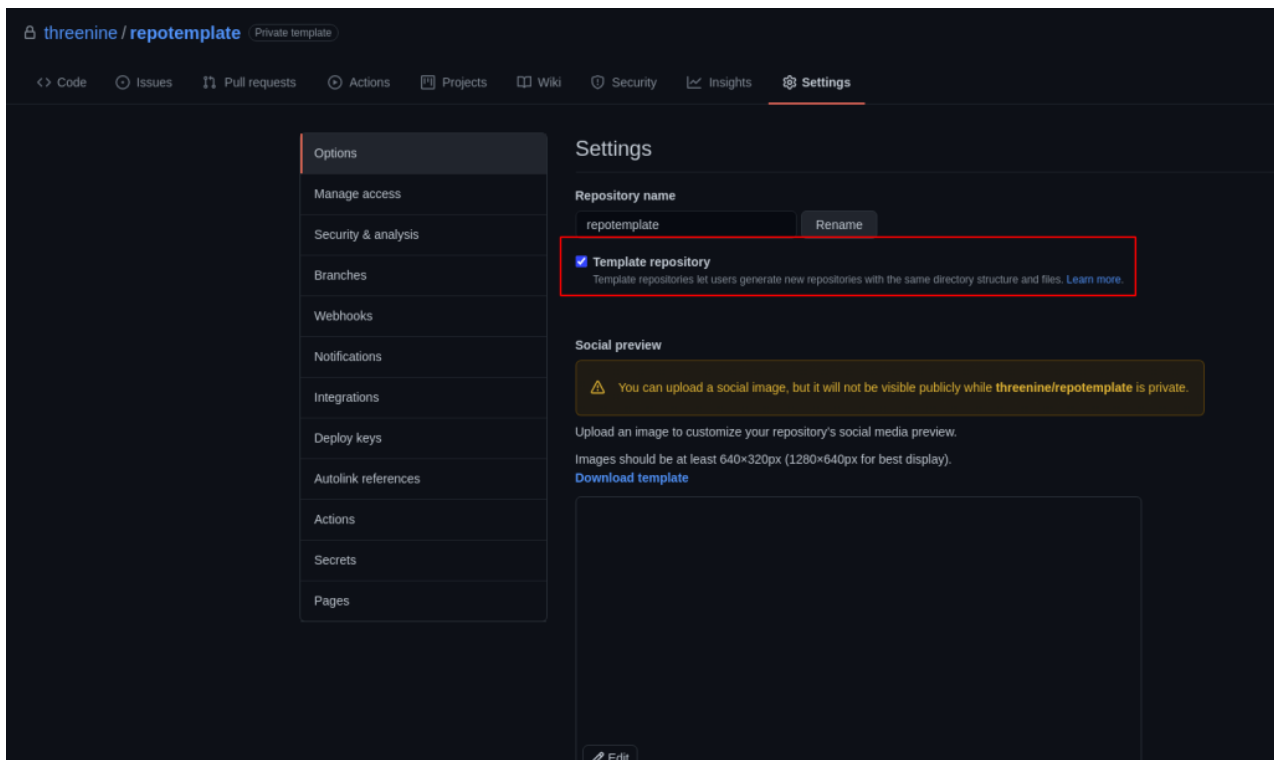 threenine / repotemplate Private template
<> Code Issues Pull requests Actions Projects Wiki Security Insights Settings
Options
Manage access
Security & analysis
Branches
Webhooks
Notifications
Integrations
Deploy keys
Autolink references
Actions
Secrets
Pages
Settings
Repository name
repotemplate Rename
Template repository
Template repositories let users generate new repositories with the same directory structure and files. Learn more.
Social preview
You can upload a social image, but it will not be visible publicly while threenine/repotemplate is private.
Upload an image to customize your repository's social media preview.
Images should be at least 640×320px (1280×640px for best display).
Download template
Edit